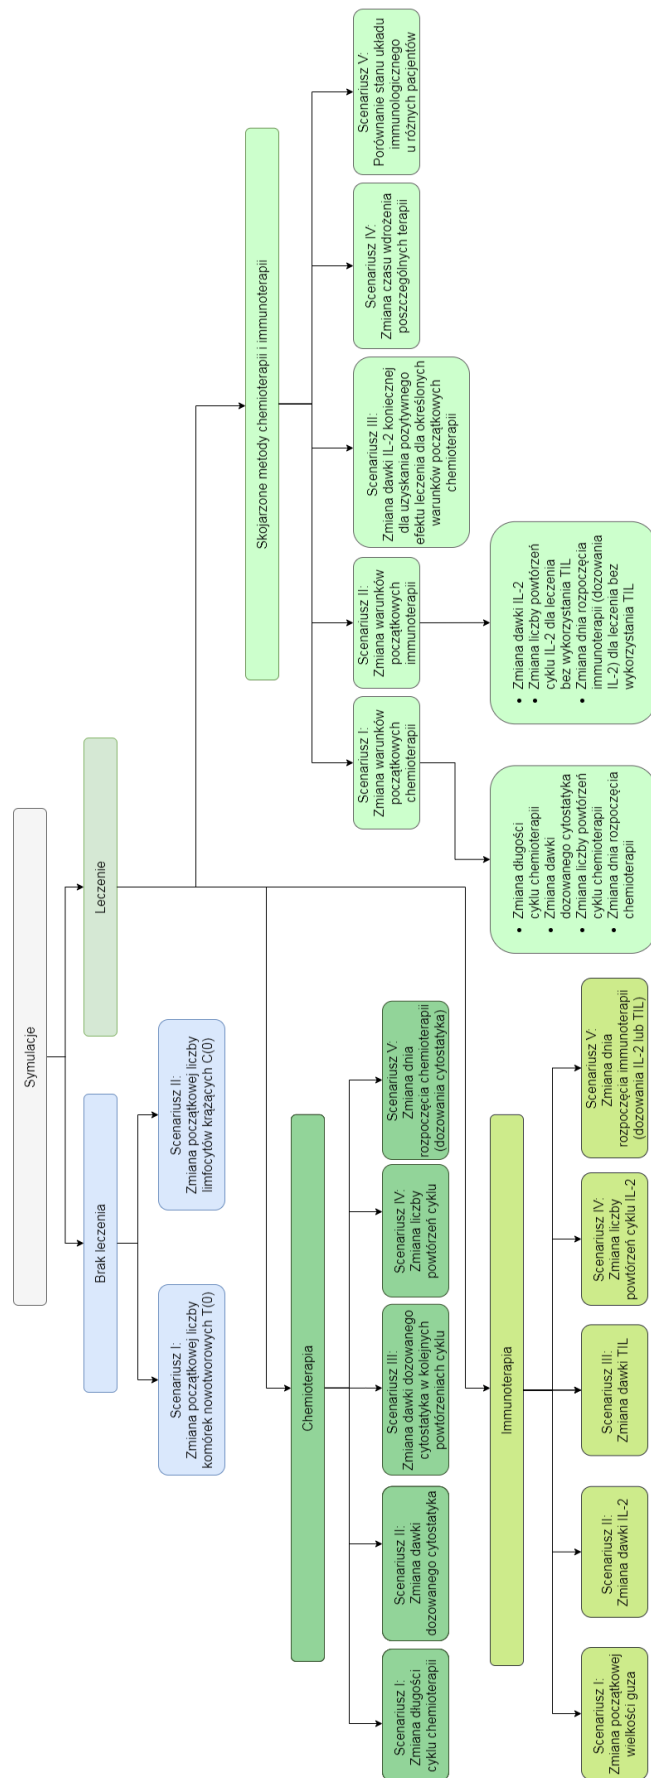 Symulacje
Brak leczenia
Leczenie
Scenariusz I:
Zmiana początkowej liczby
komórek nowotworowych T(0)
Scenariusz II:
Zmiana początkowej liczby
limfocytów krążących C(0)
Chemioterapia
Scenariusz I:
Zmiana długości
cyklu chemioterapii
Scenariusz II:
Zmiana dawki
dozowanego cytostatyka
Scenariusz III:
Zmiana dawki dozowanego
cytostatyka w kolejnych
powtórzeniach cyklu
Scenariusz IV:
Zmiana liczby
powtórzeń cyklu
Scenariusz V:
Zmiana dnia
rozpoczęcia chemioterapii
(dozowania cytostatyka)
Immunoterapia
Scenariusz I:
Zmiana początkowej
wielkości guza
Scenariusz II:
Zmiana dawki IL-2
Scenariusz III:
Zmiana dawki TIL
Scenariusz IV:
Zmiana liczby
powtórzeń cyklu IL-2
Scenariusz V:
Zmiana dnia
rozpoczęcia immunoterapii
(dozowania IL-2 lub TIL)
Skojarzone metody chemioterapii i immunoterapii
Scenariusz I:
Zmiana warunków
początkowych
chemioterapii
Scenariusz II:
Zmiana warunków
początkowych
immunoterapii
Scenariusz III:
Zmiana dawki IL-2 koniecznej
dla uzyskania pozytywnego
efektu leczenia dla określonych
warunków początkowych
chemioterapii
Scenariusz IV:
Zmiana czasu wdrożenia
poszczególnych terapii
Scenariusz V:
Porównanie stanu układu
immunologicznego
u różnych pacjentów
• Zmiana długości
cyklu chemioterapii
• Zmiana dawki
dozowanego cytostatyka
• Zmiana liczby powtórzeń
cyklu chemioterapii
• Zmiana dnia rozpoczęcia
chemioterapii
• Zmiana dawki IL-2
• Zmiana liczby powtórzeń
cyklu IL-2 dla leczenia
bez wykorzystania TIL
• Zmiana dnia rozpoczęcia
immunoterapii (dozowania
IL-2) dla leczenia bez
wykorzystania TIL